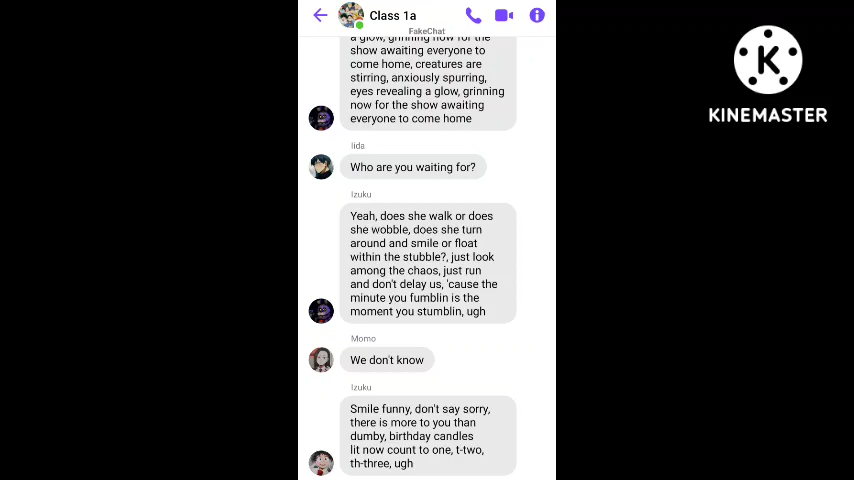 Class 1a
FakeChat
a glow, grinning now for the
show awaiting everyone to
come home, creatures are
stirring, anxiously spurring,
eyes revealing a glow, grinning
now for the show awaiting
everyone to come home
Iida
Who are you waiting for?
Izuku
Yeah, does she walk or does
she wobble, does she turn
around and smile or float
within the stubble?, just look
among the chaos, just run
and don't delay us, 'cause the
minute you fumblin is the
moment you stumblin, ugh
Momo
We don't know
Izuku
Smile funny, don't say sorry,
there is more to you than
dumby, birthday candles
lit now count to one, t-two,
th-three, ugh
K
KINEMASTER